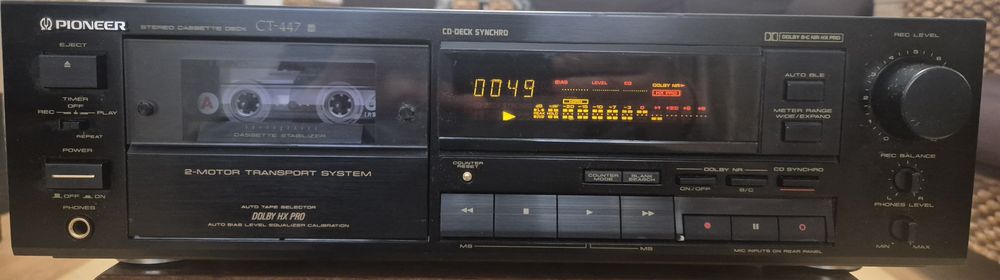 PIONEER
STEREO CASSETTE DECK CT-447
CD-DECK SYNCHRO
DOLBY B-C NR HX PRO
REC LEVEL
EJECT
TIMER
OFF
REC PLAY
REPEAT
POWER
OFF ON
PHONES
A
CASSETTE STABILIZER
2-MOTOR TRANSPORT SYSTEM
AUTO TAPE SELECTOR
DOLBY HX PRO
AUTO BIAS LEVEL EQUALIZER CALIBRATION
0049
BIAS LEVEL CD
DOLBY NR
HX PRO
AUTO BLE
METER RANGE
WIDE/EXPAND
COUNTER
RESET
COUNTER
MODE
BLANK
SEARCH
DOLBY NR
ON/OFF B/C
CD SYNCHRO
MS MS
MIC INPUTS ON REAR PANEL
REC BALANCE
L R
PHONES LEVEL
MIN MAX